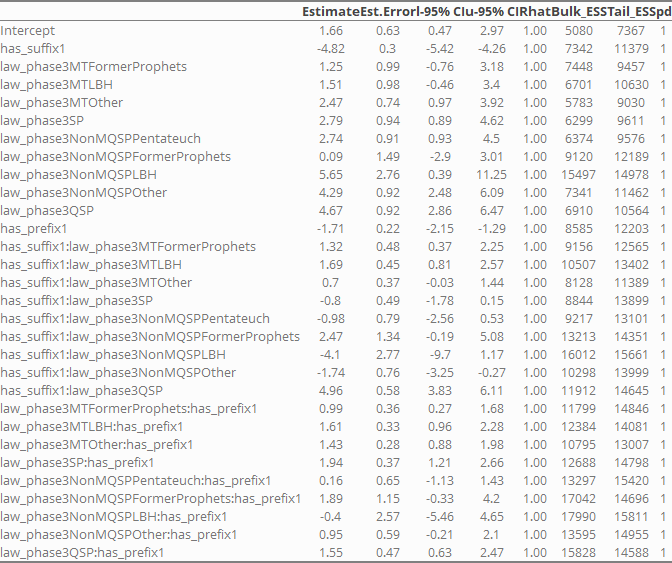 EstimateEst.Errorl-95% CIu-95% CIRhatBulk_ESSTail_ESSpd
Intercept 1.66 0.63 0.47 2.97 1.00 5080 7367 1
has_suffix1 -4.82 0.3 -5.42 -4.26 1.00 7342 11379 1
law_phase3MTFormerProphets 1.25 0.99 -0.76 3.18 1.00 7448 9457 1
law_phase3MTLBH 1.51 0.98 -0.46 3.4 1.00 6701 10630 1
law_phase3MTOther 2.47 0.74 0.97 3.92 1.00 5783 9030 1
law_phase3SP 2.79 0.94 0.89 4.62 1.00 6299 9611 1
law_phase3NonMQSPPentateuch 2.74 0.91 0.93 4.5 1.00 6374 9576 1
law_phase3NonMQSPFormerProphets 0.09 1.49 -2.9 3.01 1.00 9120 12189 1
law_phase3NonMQSPLBH 5.65 2.76 0.39 11.25 1.00 15497 14978 1
law_phase3NonMQSPOther 4.29 0.92 2.48 6.09 1.00 7341 11462 1
law_phase3QSP 4.67 0.92 2.86 6.47 1.00 6910 10564 1
has_prefix1 -1.71 0.22 -2.15 -1.29 1.00 8585 12203 1
has_suffix1:law_phase3MTFormerProphets 1.32 0.48 0.37 2.25 1.00 9156 12565 1
has_suffix1:law_phase3MTLBH 1.69 0.45 0.81 2.57 1.00 10507 13402 1
has_suffix1:law_phase3MTOther 0.7 0.37 -0.03 1.44 1.00 8128 11389 1
has_suffix1:law_phase3SP -0.8 0.49 -1.78 0.15 1.00 8844 13899 1
has_suffix1:law_phase3NonMQSPPentateuch -0.98 0.79 -2.56 0.53 1.00 9217 13101 1
has_suffix1:law_phase3NonMQSPFormerProphets 2.47 1.34 -0.19 5.08 1.00 13213 14351 1
has_suffix1:law_phase3NonMQSPLBH -4.1 2.77 -9.7 1.17 1.00 16012 15661 1
has_suffix1:law_phase3NonMQSPOther -1.74 0.76 -3.25 -0.27 1.00 10298 13999 1
has_suffix1:law_phase3QSP 4.96 0.58 3.83 6.11 1.00 11912 14645 1
law_phase3MTFormerProphets:has_prefix1 0.99 0.36 0.27 1.68 1.00 11799 14846 1
law_phase3MTLBH:has_prefix1 1.61 0.33 0.96 2.28 1.00 12384 14081 1
law_phase3MTOther:has_prefix1 1.43 0.28 0.88 1.98 1.00 10795 13007 1
law_phase3SP:has_prefix1 1.94 0.37 1.21 2.66 1.00 12688 14798 1
law_phase3NonMQSPPentateuch:has_prefix1 0.16 0.65 -1.13 1.43 1.00 13297 15420 1
law_phase3NonMQSPFormerProphets:has_prefix1 1.89 1.15 -0.33 4.2 1.00 17042 14696 1
law_phase3NonMQSPLBH:has_prefix1 -0.4 2.57 -5.46 4.65 1.00 17990 15811 1
law_phase3NonMQSPOther:has_prefix1 0.95 0.59 -0.21 2.1 1.00 13595 14955 1
law_phase3QSP:has_prefix1 1.55 0.47 0.63 2.47 1.00 15828 14588 1